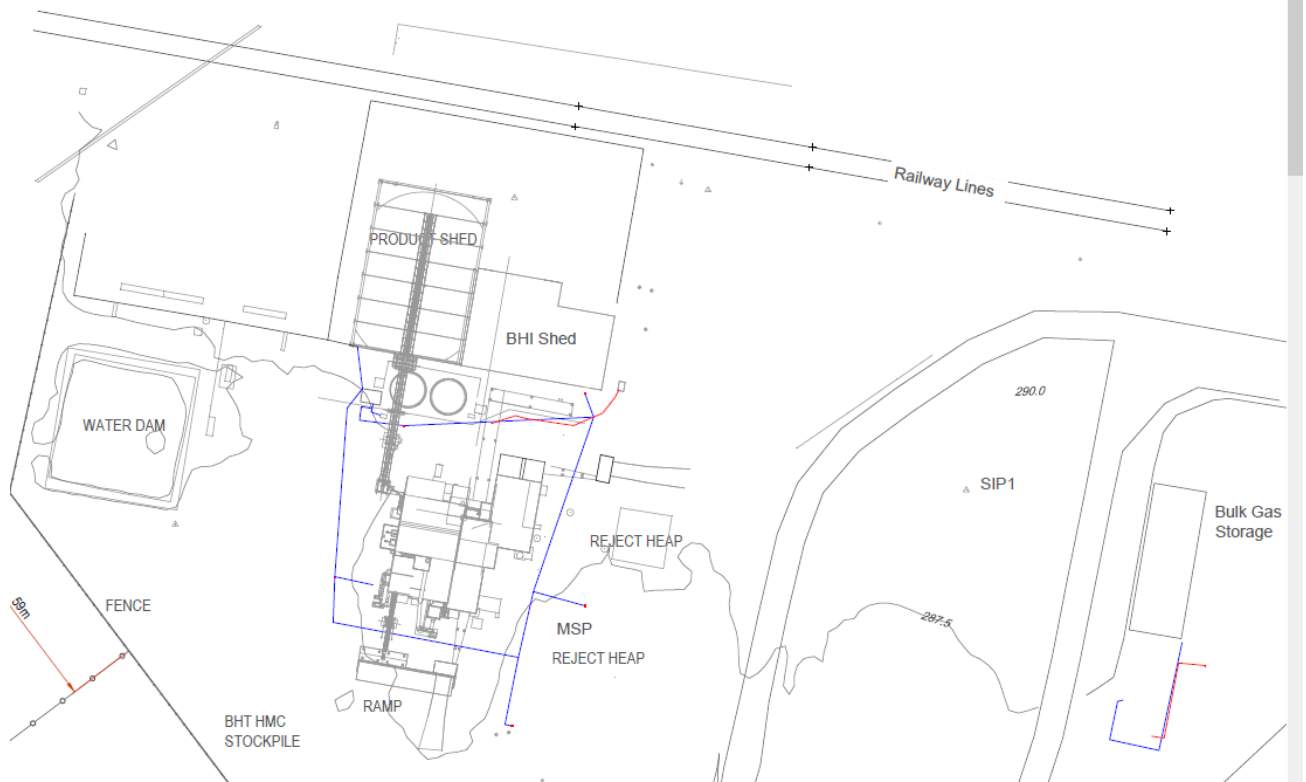 Railway Lines
PRODUCT SHED
BHI Shed
290.0
WATER DAM
SIP1
Bulk Gas
Storage
REJECT HEAP
59m
FENCE
287.5
MSP
REJECT HEAP
RAMP
BHT HMC
STOCKPILE